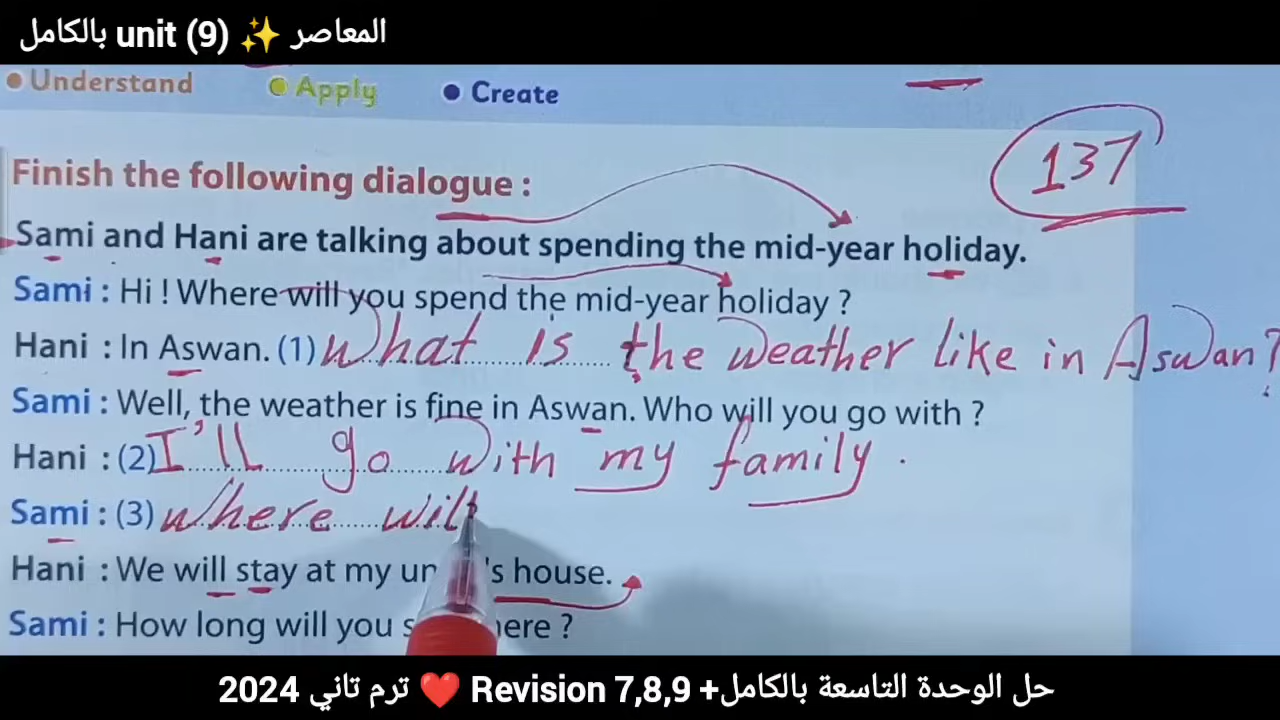 المعاصر ✨ unit (9) بالكامل
• Understand • Apply • Create
137
Finish the following dialogue :
Sami and Hani are talking about spending the mid-year holiday.
Sami : Hi ! Where will you spend the mid-year holiday ?
Hani : In Aswan. (1) What is the weather like in Aswan?
Sami : Well, the weather is fine in Aswan. Who will you go with ?
Hani : (2) I'll go with my family.
Sami : (3) Where will
Hani : We will stay at my 's house.
Sami : How long will you ?
حل الوحدة التاسعة بالكامل+ Revision 7,8,9 ❤️ ترم تاني 2024